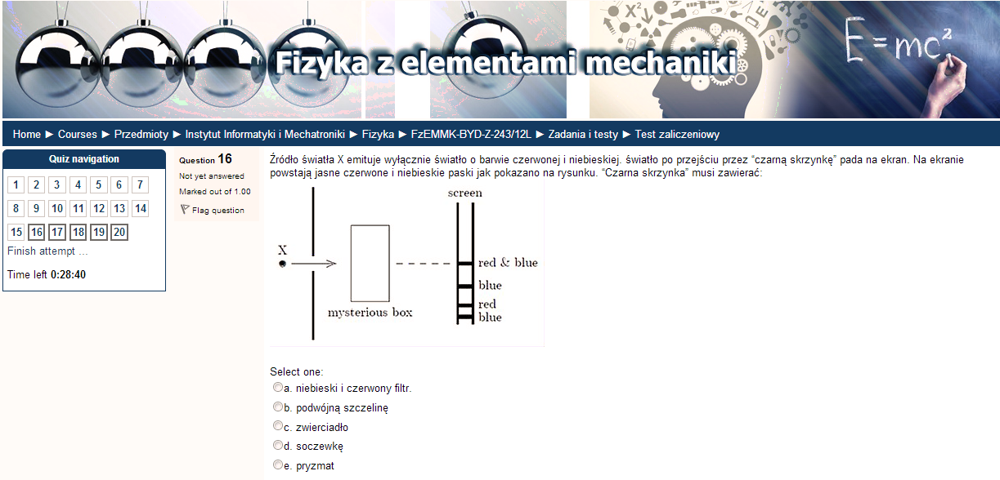 Fizyka z elementami mechaniki
E=mc²
Home ► Courses ► Przedmioty ► Instytut Informatyki i Mechatroniki ► Fizyka ► FzEMMK-BYD-Z-243/12L ► Zadania i testy ► Test zaliczeniowy
Quiz navigation
1 2 3 4 5 6 7
8 9 10 11 12 13 14
15 16 17 18 19 20
Finish attempt ...
Time left 0:28:40
Question 16
Not yet answered
Marked out of 1.00
Flag question
Źródło światła X emituje wyłącznie światło o barwie czerwonej i niebieskiej. światło po przejściu przez “czarną skrzynkę” pada na ekran. Na ekranie
powstają jasne czerwone i niebieskie paski jak pokazano na rysunku. “Czarna skrzynka” musi zawierać:
screen
X
red & blue
blue
red
blue
mysterious box
Select one:
a. niebieski i czerwony filtr.
b. podwójną szczelinę
c. zwierciadło
d. soczewkę
e. pryzmat